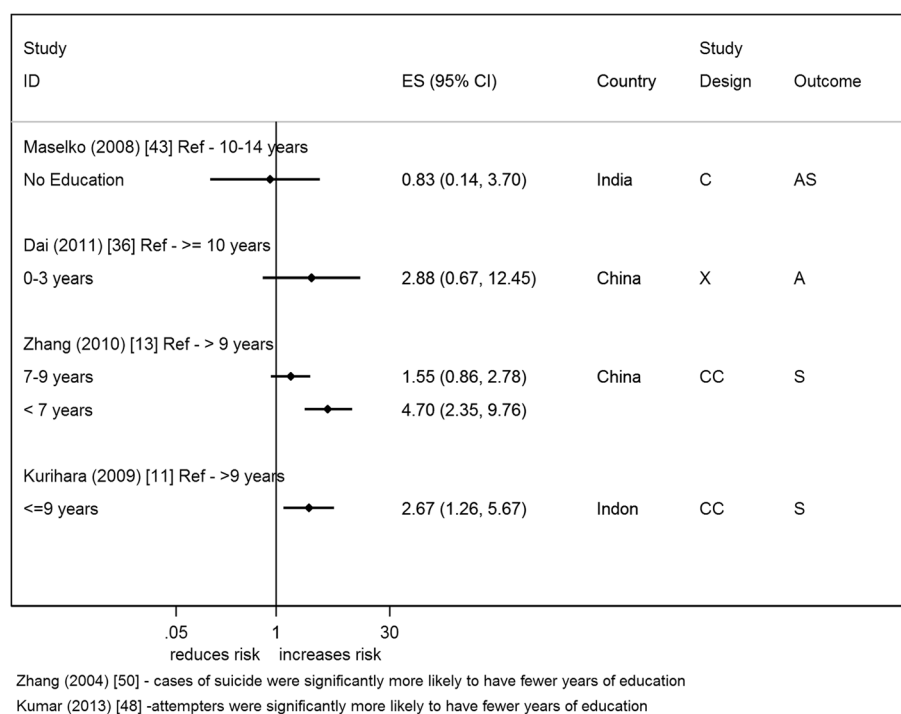 Study Study
ID ES (95% CI) Country Design Outcome
Maselko (2008) [43] Ref - 10-14 years
No Education 0.83 (0.14, 3.70) India C AS
Dai (2011) [36] Ref - >= 10 years
0-3 years 2.88 (0.67, 12.45) China X A
Zhang (2010) [13] Ref - > 9 years
7-9 years 1.55 (0.86, 2.78) China CC S
< 7 years 4.70 (2.35, 9.76)
Kurihara (2009) [11] Ref - >9 years
<=9 years 2.67 (1.26, 5.67) Indon CC S
.05 1 30
reduces risk increases risk
Zhang (2004) [50] - cases of suicide were significantly more likely to have fewer years of education
Kumar (2013) [48] -attempters were significantly more likely to have fewer years of education